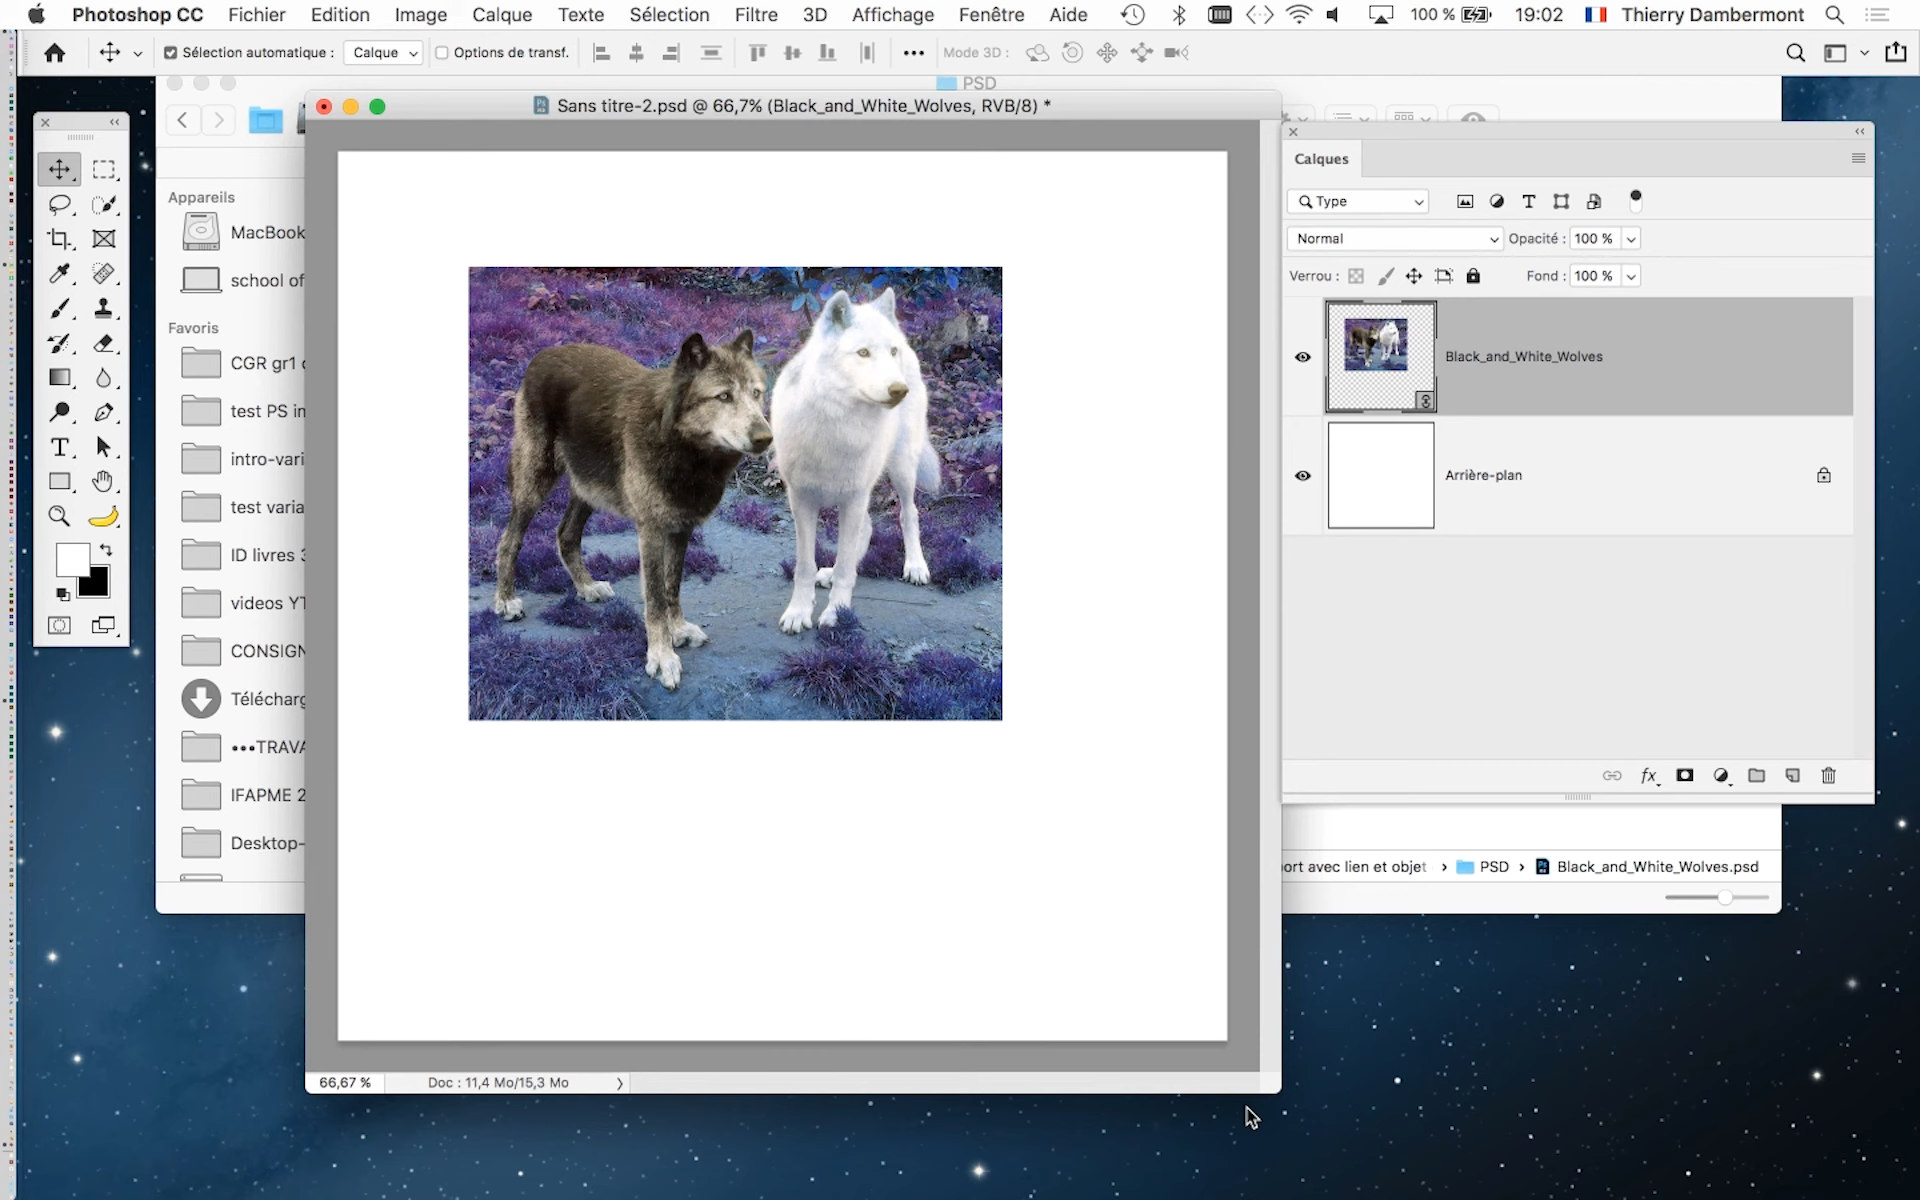 Photoshop CC Fichier Edition Image Calque Texte Sélection Filtre 3D Affichage Fenêtre Aide 100 % 19:02 Thierry Dambermont
Sélection automatique : Calque Options de transf. Mode 3D :
PSD
Sans titre-2.psd @ 66,7% (Black_and_White_Wolves, RVB/8) *
Calques
Appareils
Type
MacBook
Normal Opacité : 100 %
school of
Verrou : Fond : 100 %
Favoris
Black_and_White_Wolves
CGR gr1
test PS in
intro-vari
Arrière-plan
test varia
ID livres 3
videos YT
CONSIGN
Télécharg
•••TRAVA
fx
IFAPME 2
Desktop-
ort avec lien et objet › PSD › Black_and_White_Wolves.psd
66,67 % Doc : 11,4 Mo/15,3 Mo